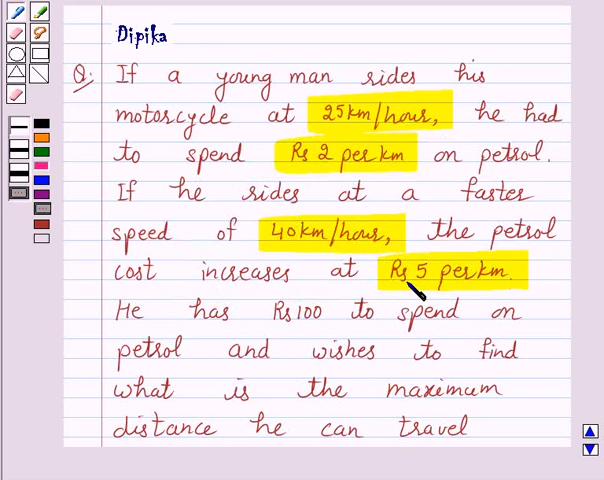 Dipika
Q. If a young man rides his
motorcycle at 25km/hour, he had
to spend Rs 2 per km on petrol.
If he rides at a faster
speed of 40km/hour, the petrol
cost increases at Rs 5 per km.
He has Rs 100 to spend on
petrol and wishes to find
what is the maximum
distance he can travel